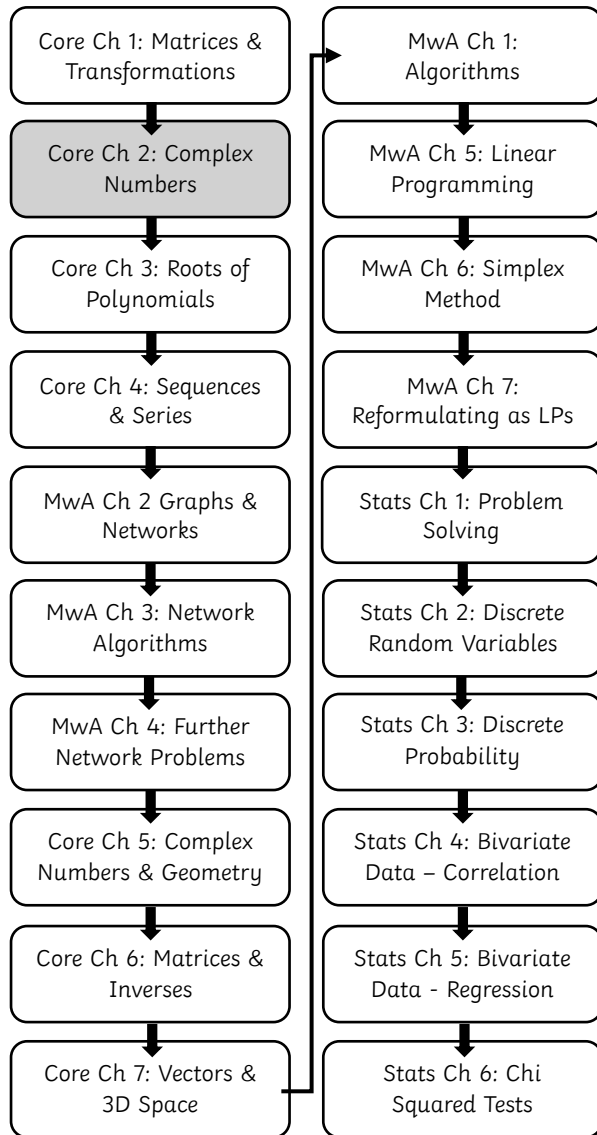 Core Ch 1: Matrices &
Transformations
Core Ch 2: Complex
Numbers
Core Ch 3: Roots of
Polynomials
Core Ch 4: Sequences
& Series
MwA Ch 2 Graphs &
Networks
MwA Ch 3: Network
Algorithms
MwA Ch 4: Further
Network Problems
Core Ch 5: Complex
Numbers & Geometry
Core Ch 6: Matrices &
Inverses
Core Ch 7: Vectors &
3D Space
MwA Ch 1:
Algorithms
MwA Ch 5: Linear
Programming
MwA Ch 6: Simplex
Method
MwA Ch 7:
Reformulating as LPs
Stats Ch 1: Problem
Solving
Stats Ch 2: Discrete
Random Variables
Stats Ch 3: Discrete
Probability
Stats Ch 4: Bivariate
Data – Correlation
Stats Ch 5: Bivariate
Data - Regression
Stats Ch 6: Chi
Squared Tests